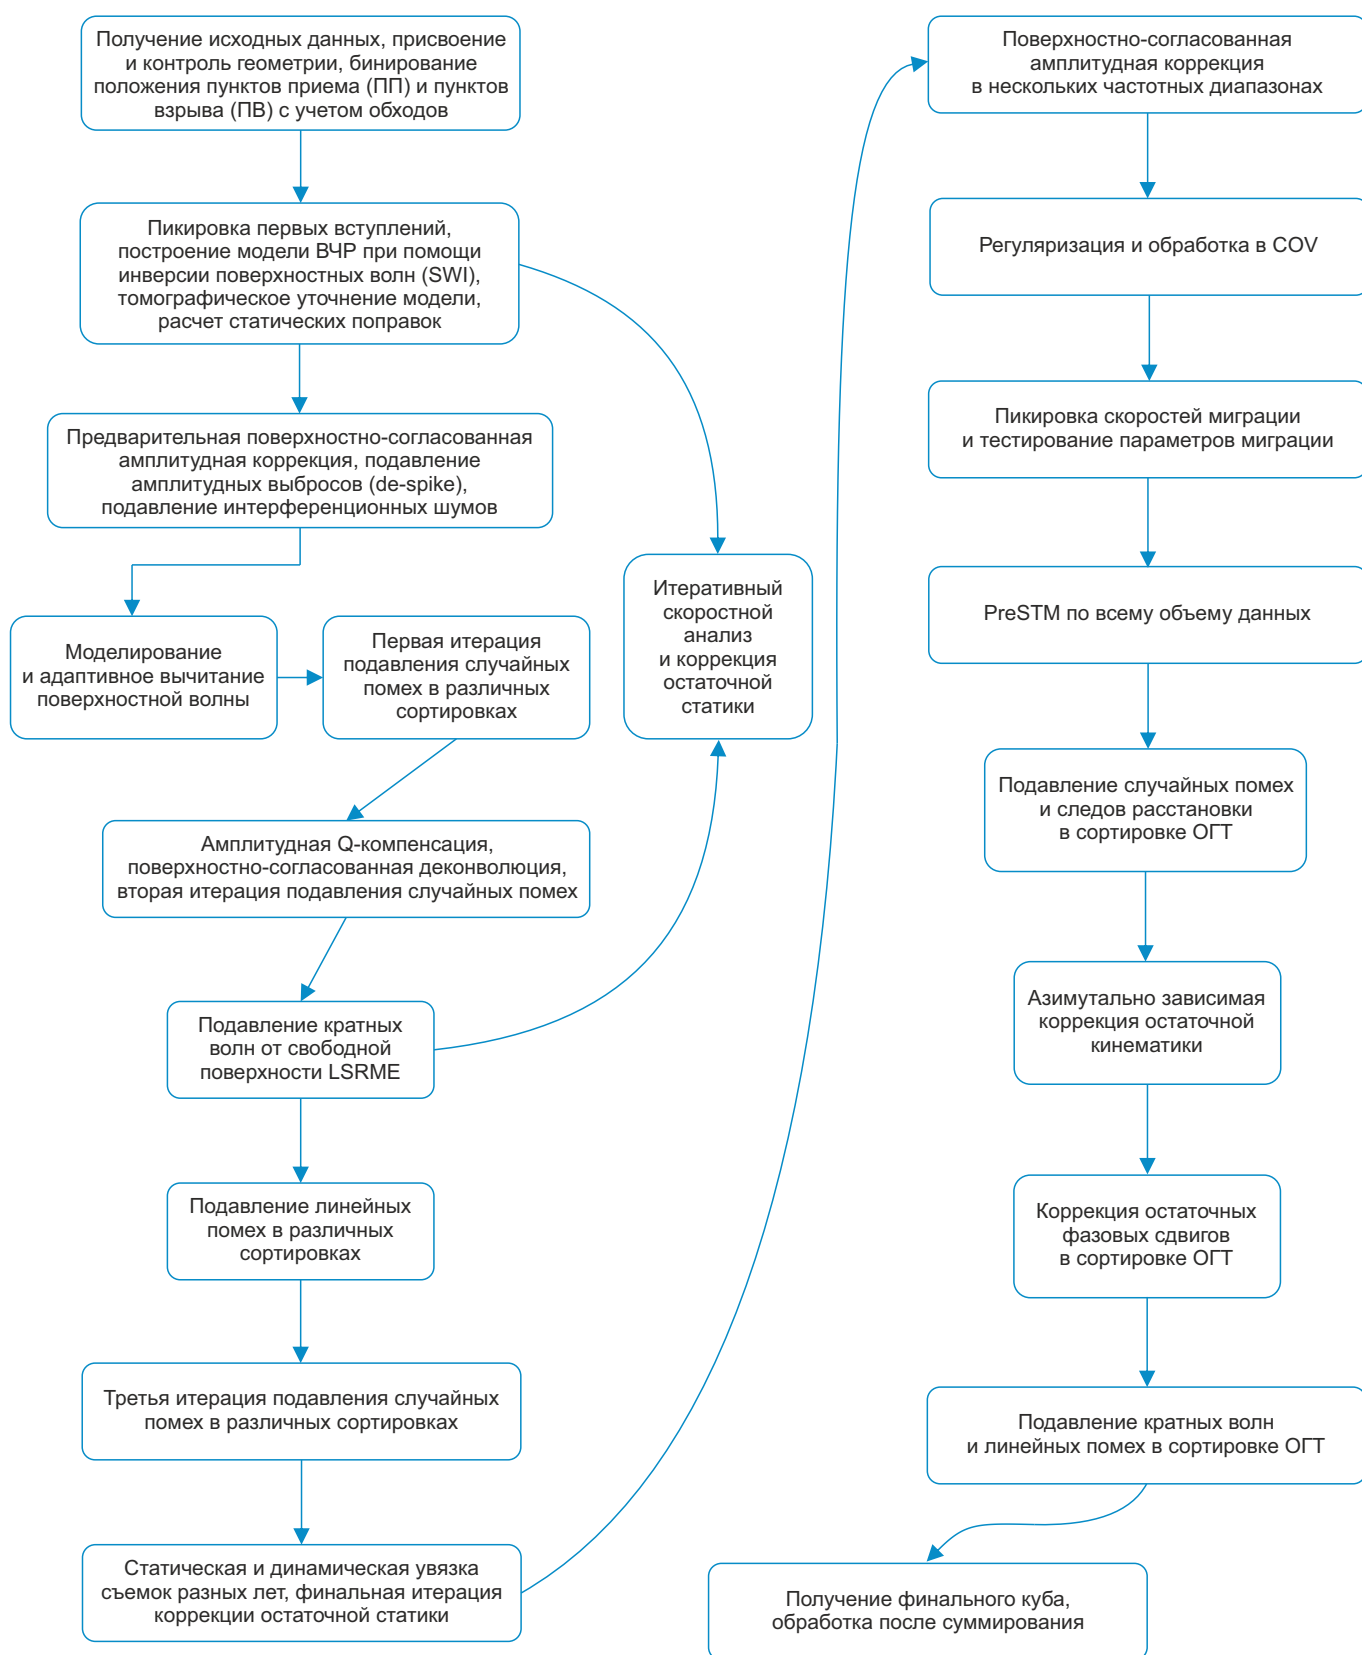 Получение исходных данных, присвоение
и контроль геометрии, бинирование
положения пунктов приема (ПП) и пунктов
взрыва (ПВ) с учетом обходов
Пикировка первых вступлений,
построение модели ВЧР при помощи
инверсии поверхностных волн (SWI),
томографическое уточнение модели,
расчет статических поправок
Предварительная поверхностно-согласованная
амплитудная коррекция, подавление
амплитудных выбросов (de-spike),
подавление интерференционных шумов
Моделирование
и адаптивное вычитание
поверхностной волны
Первая итерация
подавления случайных
помех в различных
сортировках
Итеративный
скоростной
анализ
и коррекция
остаточной
статики
Амплитудная Q-компенсация,
поверхностно-согласованная деконволюция,
вторая итерация подавления случайных помех
Подавление кратных
волн от свободной
поверхности LSRME
Подавление линейных
помех в различных
сортировках
Третья итерация подавления случайных
помех в различных сортировках
Статическая и динамическая увязка
съемок разных лет, финальная итерация
коррекции остаточной статики
Поверхностно-согласованная
амплитудная коррекция
в нескольких частотных диапазонах
Регуляризация и обработка в COV
Пикировка скоростей миграции
и тестирование параметров миграции
PreSTM по всему объему данных
Подавление случайных помех
и следов расстановки
в сортировке ОГТ
Азимутально зависимая
коррекция остаточной
кинематики
Коррекция остаточных
фазовых сдвигов
в сортировке ОГТ
Подавление кратных волн
и линейных помех в сортировке ОГТ
Получение финального куба,
обработка после суммирования